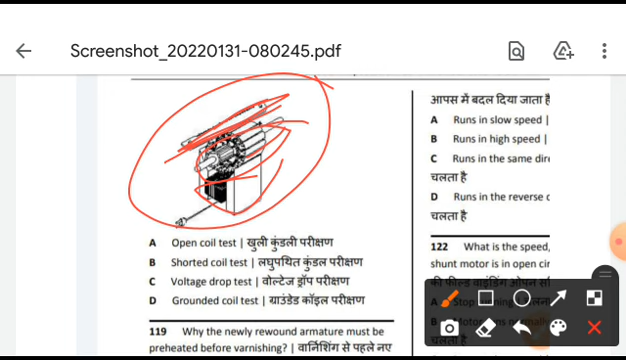 Screenshot_20220131-080245.pdf
A Open coil test | खुली कुंडली परीक्षण
B Shorted coil test | लघुपथित कुंडल परीक्षण
C Voltage drop test | वोल्टेज ड्रॉप परीक्षण
D Grounded coil test | ग्राउंडेड कॉइल परीक्षण
119 Why the newly rewound armature must be
preheated before varnishing? | वार्निशिंग से पहले नए
आपस में बदल दिया जाता है
A Runs in slow speed |
B Runs in high speed |
C Runs in the same
चलता है
D Runs in the reverse
चलता है
122 What is the speed,
shunt motor is in open